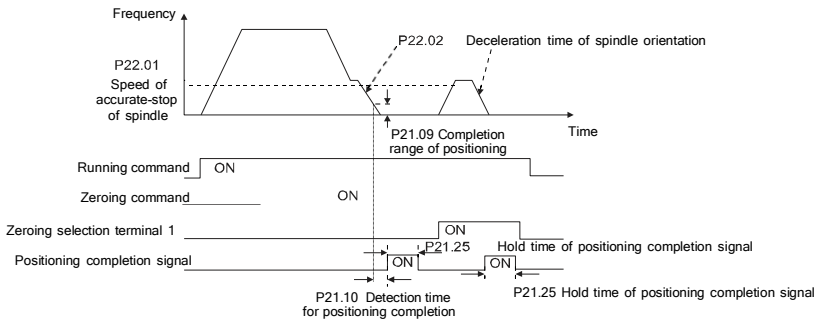 Frequency
P22.02
Deceleration time of spindle orientation
P22.01
Speed of
accurate-stop
of spindle
Time
P21.09 Completion
range of positioning
Running command
ON
Zeroing command
ON
Zeroing selection terminal 1
ON
P21.25
Hold time of positioning completion signal
Positioning completion signal
ON
ON
P21.10 Detection time
for positioning completion
P21.25 Hold time of positioning completion signal